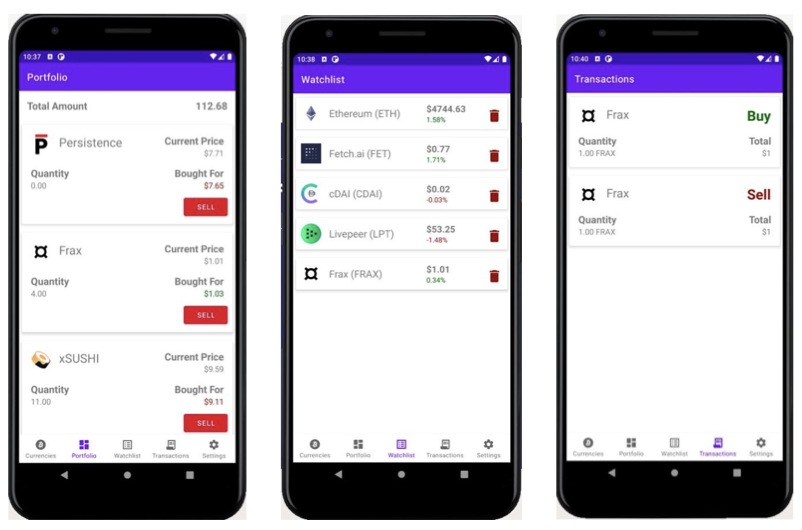 10:37
Portfolio
Total Amount 112.68
Persistence Current Price
$7.71
Quantity Bought For
0.00 $7.65
SELL
Frax Current Price
$1.01
Quantity Bought For
4.00 $1.03
SELL
xSUSHI Current Price
$9.59
Quantity Bought For
11.00 $9.11
SELL
Currencies Portfolio Watchlist Transactions Settings
10:38
Watchlist
Ethereum (ETH) $4744.63
1.58%
Fetch.ai (FET) $0.77
1.71%
cDAI (CDAI) $0.02
-0.03%
Livepeer (LPT) $53.25
-1.48%
Frax (FRAX) $1.01
0.34%
Currencies Portfolio Watchlist Transactions Settings
10:40
Transactions
Frax Buy
Quantity Total
1.00 FRAX $1
Frax Sell
Quantity Total
1.00 FRAX $1
Currencies Portfolio Watchlist Transactions Settings